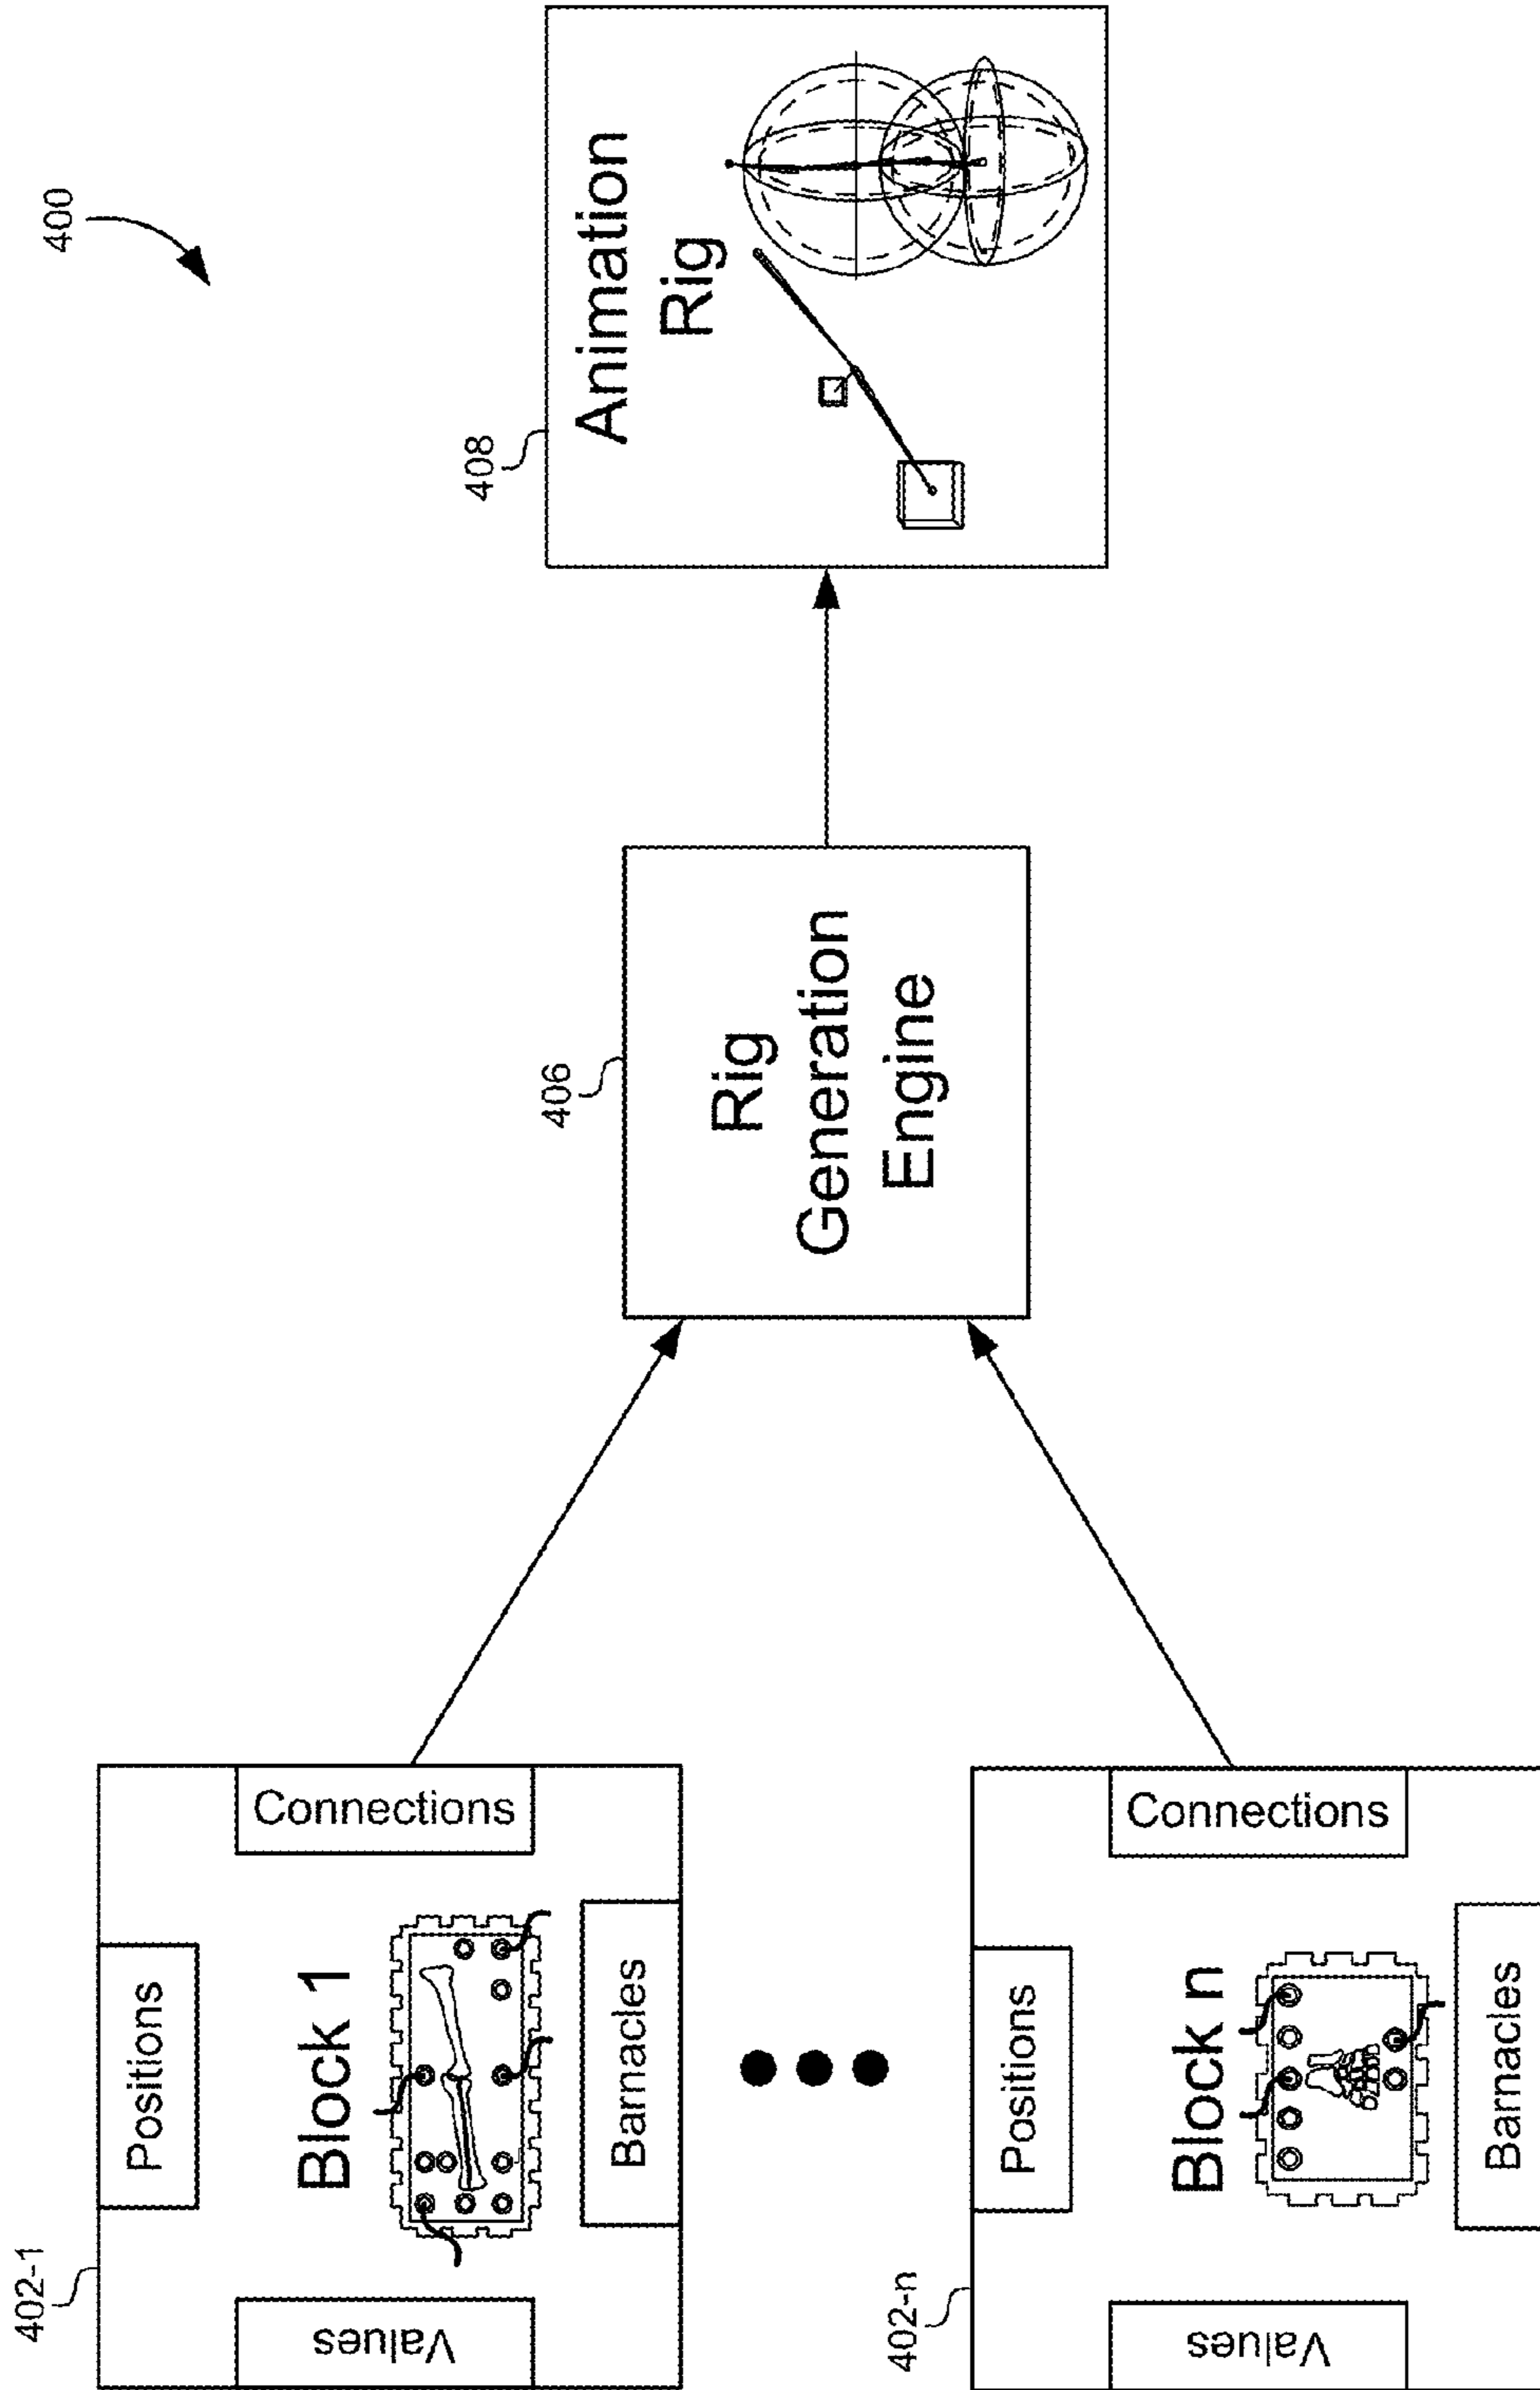 400
402-1
Positions
Values
Block 1
Connections
Barnacles
402-n
Positions
Values
Block n
Connections
Barnacles
406
Rig
Generation
Engine
408
Animation
Rig